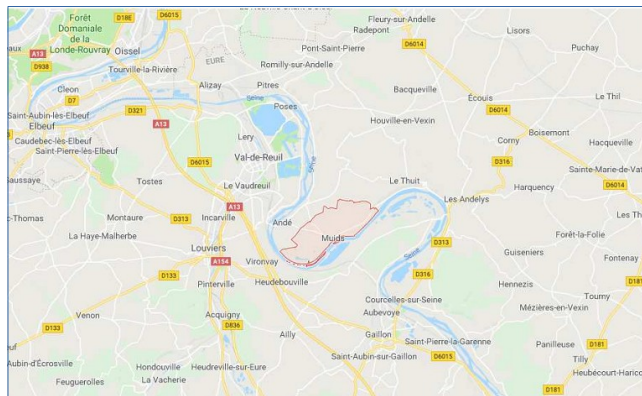 D18E
D6015
Fleury-sur-Andelle
Radepont
Lisors
Forêt
Domaniale
de la
Londe-Rouvray
A13
Oissel
EURE
Pont-Saint-Pierre
D6014
Puchay
D938
Tourville-la-Rivière
Romilly-sur-Andelle
Cleon
Alizay
Pitres
Bacqueville
D7
Seine
Écouis
Le Thil
Saint-Aubin-lès-Elbeuf
D321
Poses
D6014
Elbeuf
A13
Houville-en-Vexin
Boisemont
Caudebec-lès-Elbeuf
Lery
Corny
Hacqueville
Saint-Pierre-lès-Elbeuf
Val-de-Reuil
D316
D6015
Seine
Sainte-Marie-de-Vat
Tostes
Le Vaudreuil
Le Thuit
Harquency
D6014
Les Andelys
A13
Montaure
D313
Incarville
Andé
Muids
D313
Forêt-la-Folie
La Haye-Malherbe
Louviers
Seine
Guiseniers
A154
Vironvay
Fontenay
D133
D316
Pinterville
Heudebouville
Hennezis
D181
Courcelles-sur-Seine
Tourny
Venon
Acquigny
Aubevoye
Mézières-en-Vexin
D133
D836
Ailly
Gaillon
Saint-Pierre-la-Garenne
Panilleuse
D181
Saint-Aubin-sur-Gaillon
D6015
Tilly
Hondouville
Heudreville-sur-Eure
Feuguerolles
La Vacherie
D181